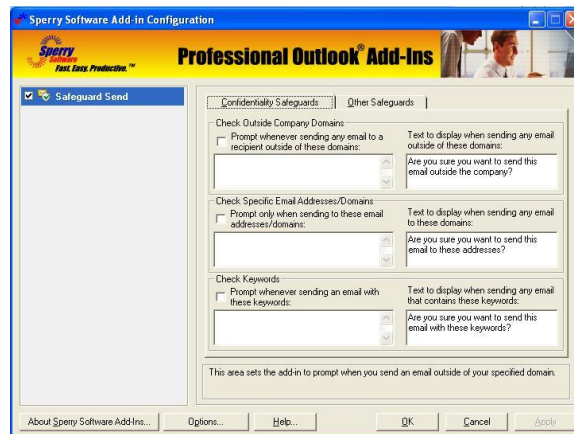 Sperry Software Add-in Configuration
Sperry Software
Fast. Easy. Productive.™
Professional Outlook® Add-Ins
Safeguard Send
Confidentiality Safeguards
Other Safeguards
Check Outside Company Domains
Prompt whenever sending any email to a
recipient outside of these domains:
Text to display when sending any email
outside of these domains:
Are you sure you want to send this
email outside the company?
Check Specific Email Addresses/Domains
Prompt only when sending to these email
addresses/domains:
Text to display when sending any email
to these domains:
Are you sure you want to send this
email to these addresses?
Check Keywords
Prompt whenever sending an email with
these keywords:
Text to display when sending any email
that contains these keywords:
Are you sure you want to send this
email with these keywords?
This area sets the add-in to prompt when you send an email outside of your specified domain.
About Sperry Software Add-Ins...
Options...
Help...
OK
Cancel
Apply